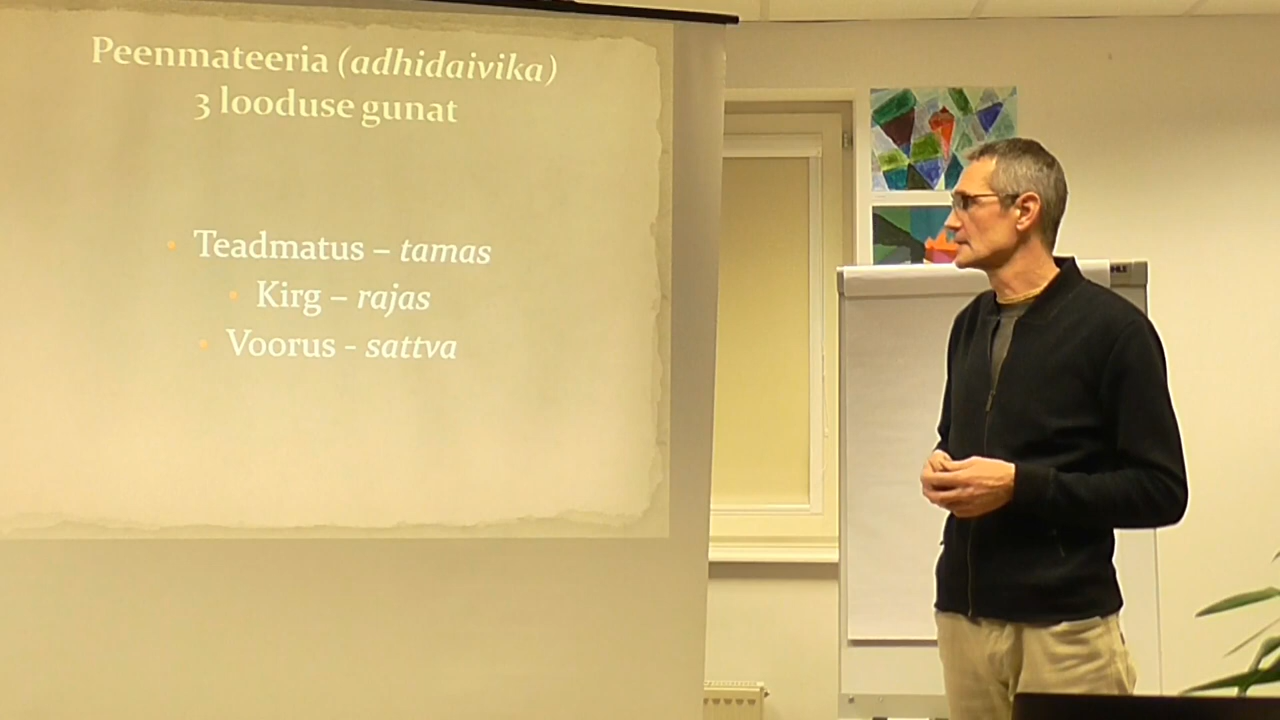 Peenmateeria (adhidaivika)
3 looduse gunat
• Teadmatus – tamas
• Kirg – rajas
• Voorus - sattva